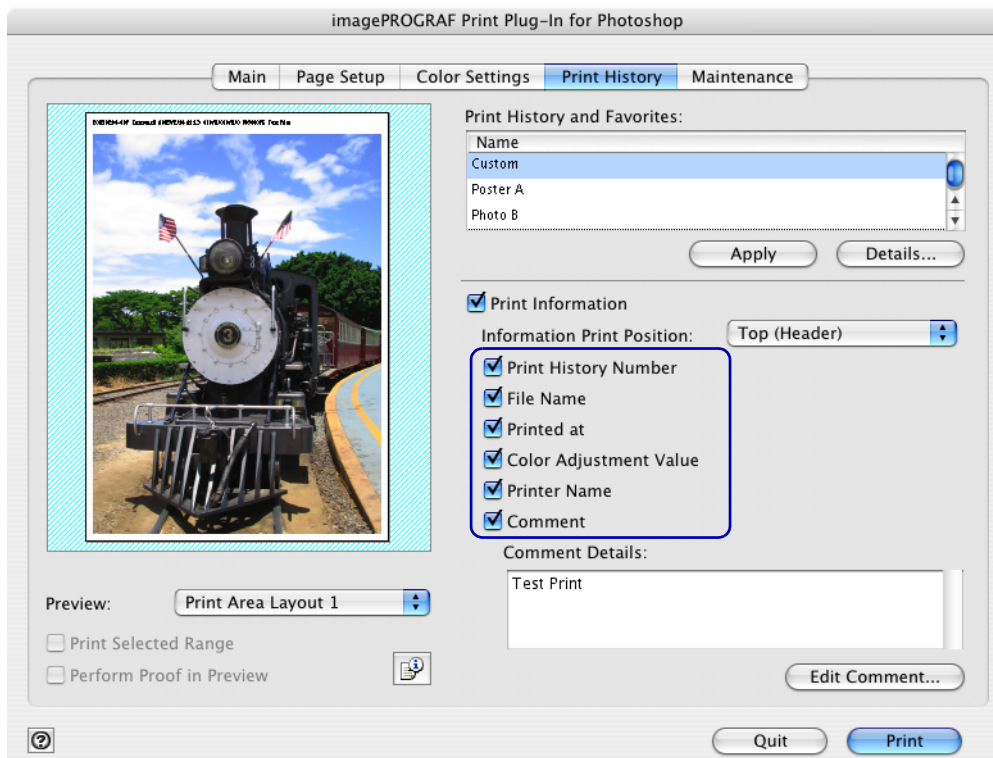 imagePROGRAF Print Plug-In for Photoshop
Main Page Setup Color Settings Print History Maintenance
Print History and Favorites:
Name
Custom
Poster A
Photo B
Apply Details...
Print Information
Information Print Position: Top (Header)
Print History Number
File Name
Printed at
Color Adjustment Value
Printer Name
Comment
Comment Details:
Test Print
3
Preview: Print Area Layout 1
Print Selected Range
Perform Proof in Preview
Edit Comment...
? Quit Print